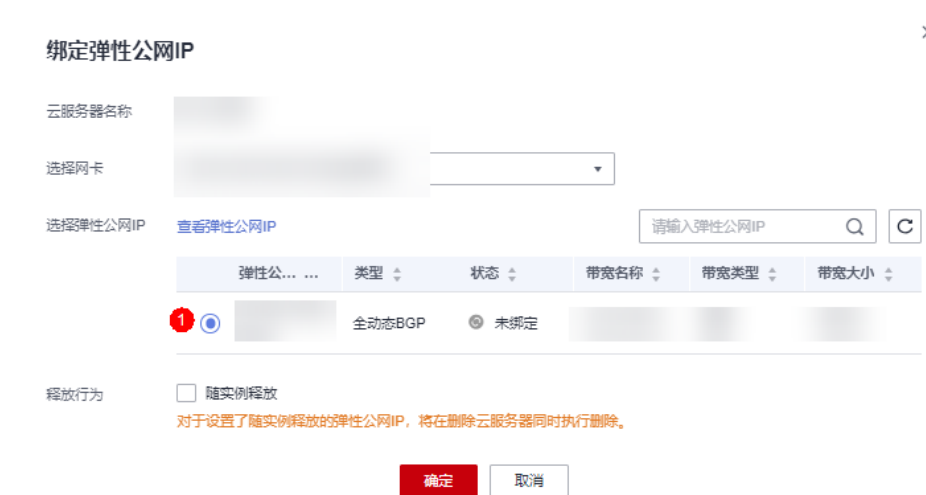 绑定弹性公网IP
云服务器名称
选择网卡
选择弹性公网IP 查看弹性公网IP 请输入弹性公网IP
弹性公... ... 类型 状态 带宽名称 带宽类型 带宽大小
1 全动态BGP 未绑定
释放行为 随实例释放
对于设置了随实例释放的弹性公网IP，将在删除云服务器同时执行删除。
确定 取消